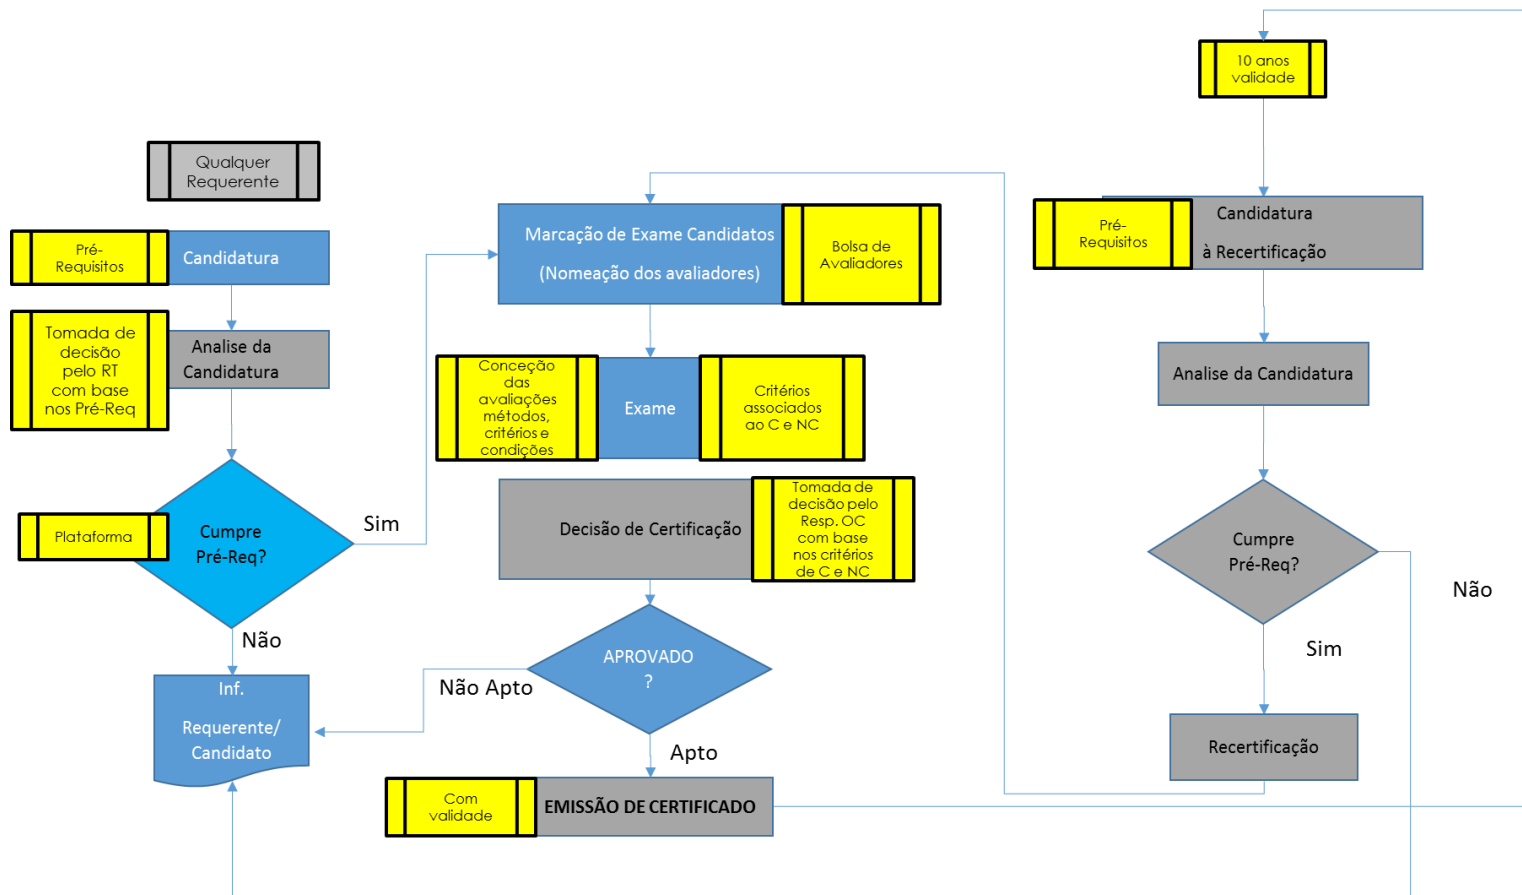 10 anos
validade
Qualquer
Requerente
Pré-
Requisitos
Candidatura
Tomada de
decisão
pelo RT
com base
nos Pré-Req
Analise da
Candidatura
Plataforma
Cumpre
Pré-Req?
Sim
Não
Inf.
Requerente/
Candidato
Marcação de Exame Candidatos
(Nomeação dos avaliadores)
Bolsa de
Avaliadores
Conceção
das
avaliações
métodos,
critérios e
condições
Exame
Critérios
associados
ao C e NC
Decisão de Certificação
Tomada de
decisão pelo
Resp. OC
com base
nos critérios
de C e NC
APROVADO
?
Não Apto
Apto
Com
validade
EMISSÃO DE CERTIFICADO
Pré-
Requisitos
Candidatura
à Recertificação
Analise da Candidatura
Cumpre
Pré-Req?
Não
Sim
Recertificação